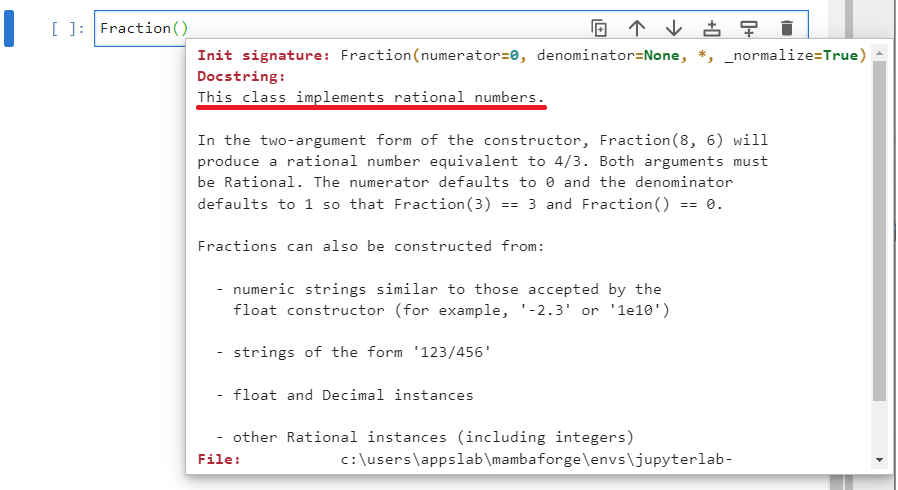 [ ]: Fraction()
Init signature: Fraction(numerator=0, denominator=None, *, _normalize=True)
Docstring:
This class implements rational numbers.
In the two-argument form of the constructor, Fraction(8, 6) will
produce a rational number equivalent to 4/3. Both arguments must
be Rational. The numerator defaults to 0 and the denominator
defaults to 1 so that Fraction(3) == 3 and Fraction() == 0.
Fractions can also be constructed from:
- numeric strings similar to those accepted by the
float constructor (for example, '-2.3' or '1e10')
- strings of the form '123/456'
- float and Decimal instances
- other Rational instances (including integers)
File: c:\users\appslab\mambaforge\envs\jupyterlab-